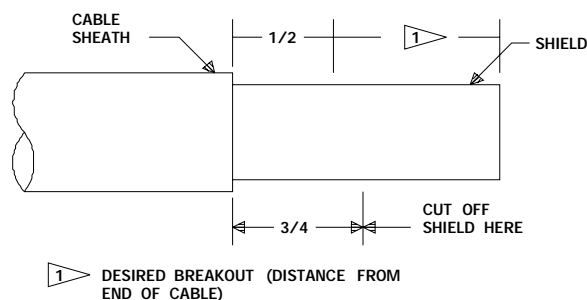 CABLE
SHEATH
1/2
1
SHIELD
3/4
CUT OFF
SHIELD HERE
1 DESIRED BREAKOUT (DISTANCE FROM
END OF CABLE)